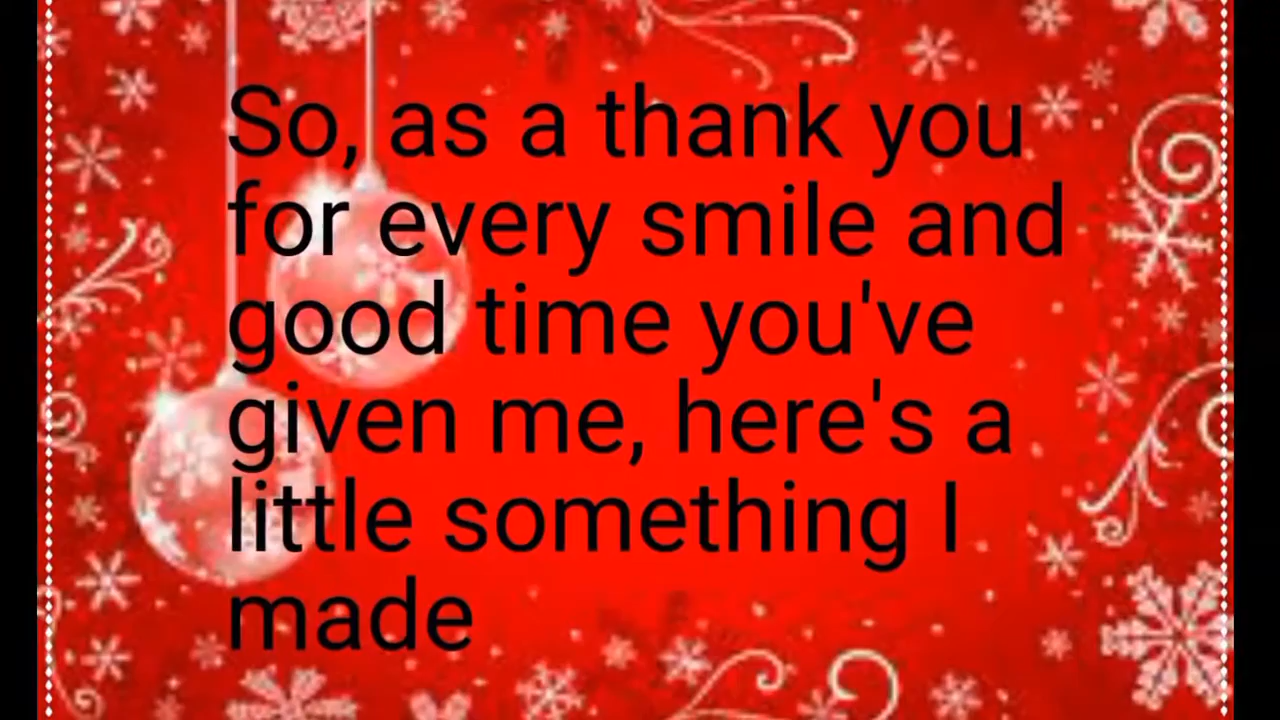 So, as a thank you
for every smile and
good time you've
given me, here's a
little something I
made